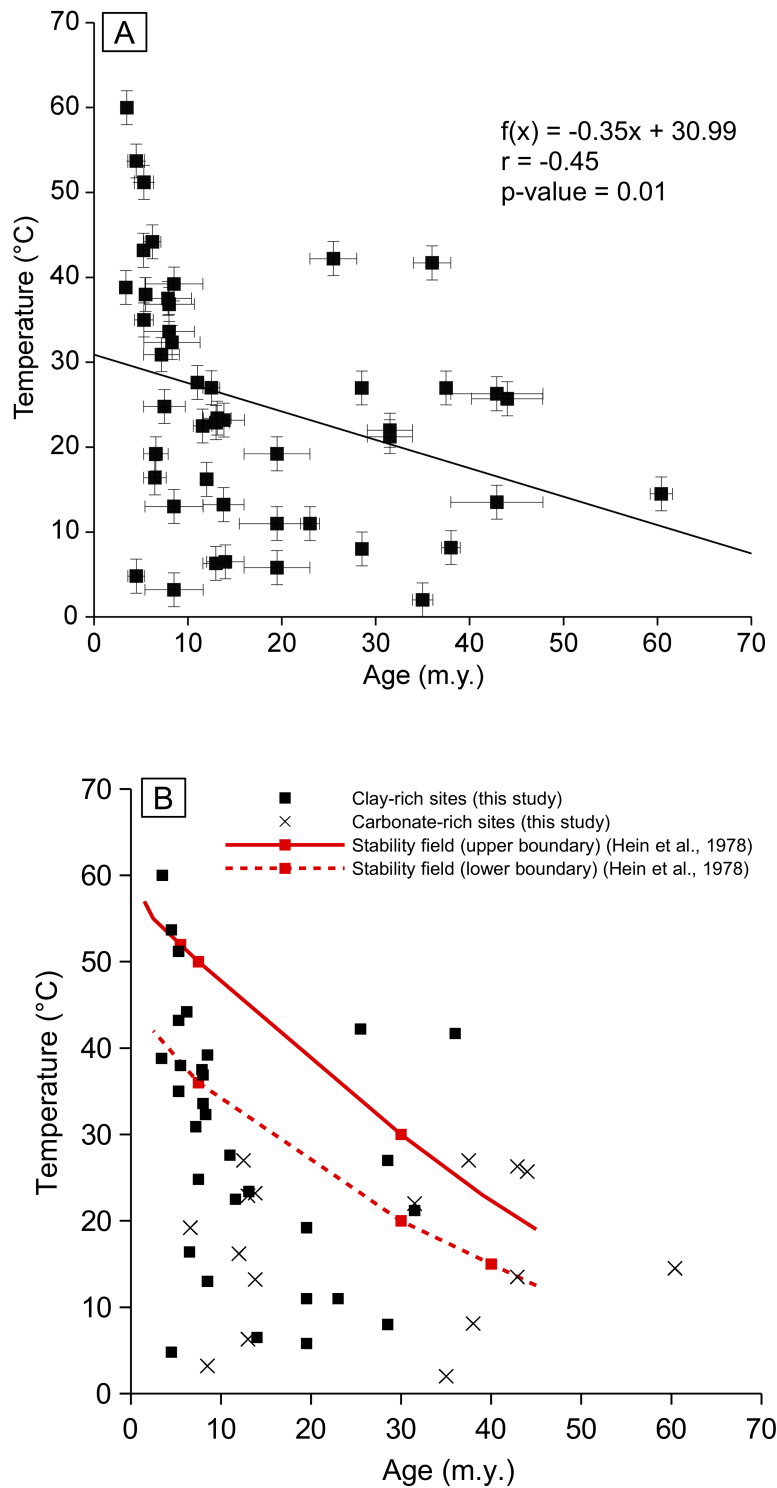 70
A
60
f(x) = -0.35x + 30.99
r = -0.45
p-value = 0.01
50
40
Temperature (°C)
30
20
10
0
0 10 20 30 40 50 60 70
Age (m.y.)
70
B
Clay-rich sites (this study)
Carbonate-rich sites (this study)
Stability field (upper boundary) (Hein et al., 1978)
Stability field (lower boundary) (Hein et al., 1978)
60
50
40
Temperature (°C)
30
20
10
0
0 10 20 30 40 50 60 70
Age (m.y.)